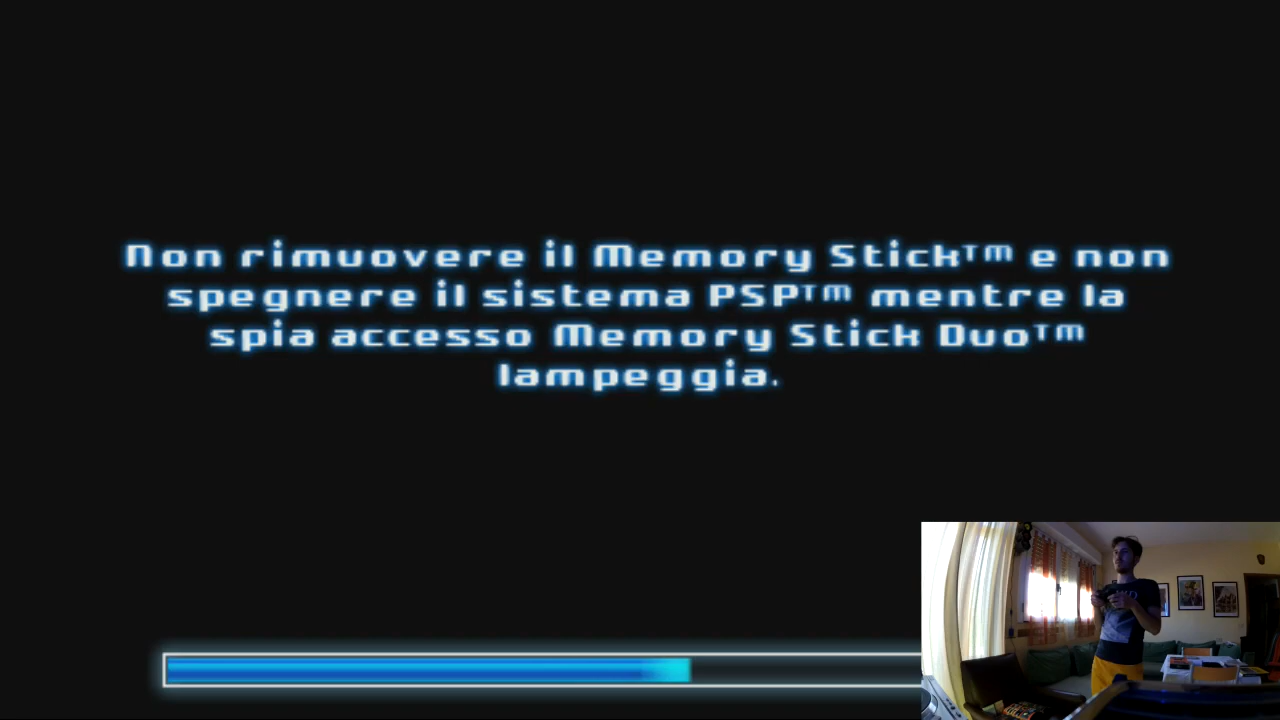 Non rimuovere il Memory Stick™ e non
spegnere il sistema PSP™ mentre la
spia accesso Memory Stick Duo™
lampeggia.